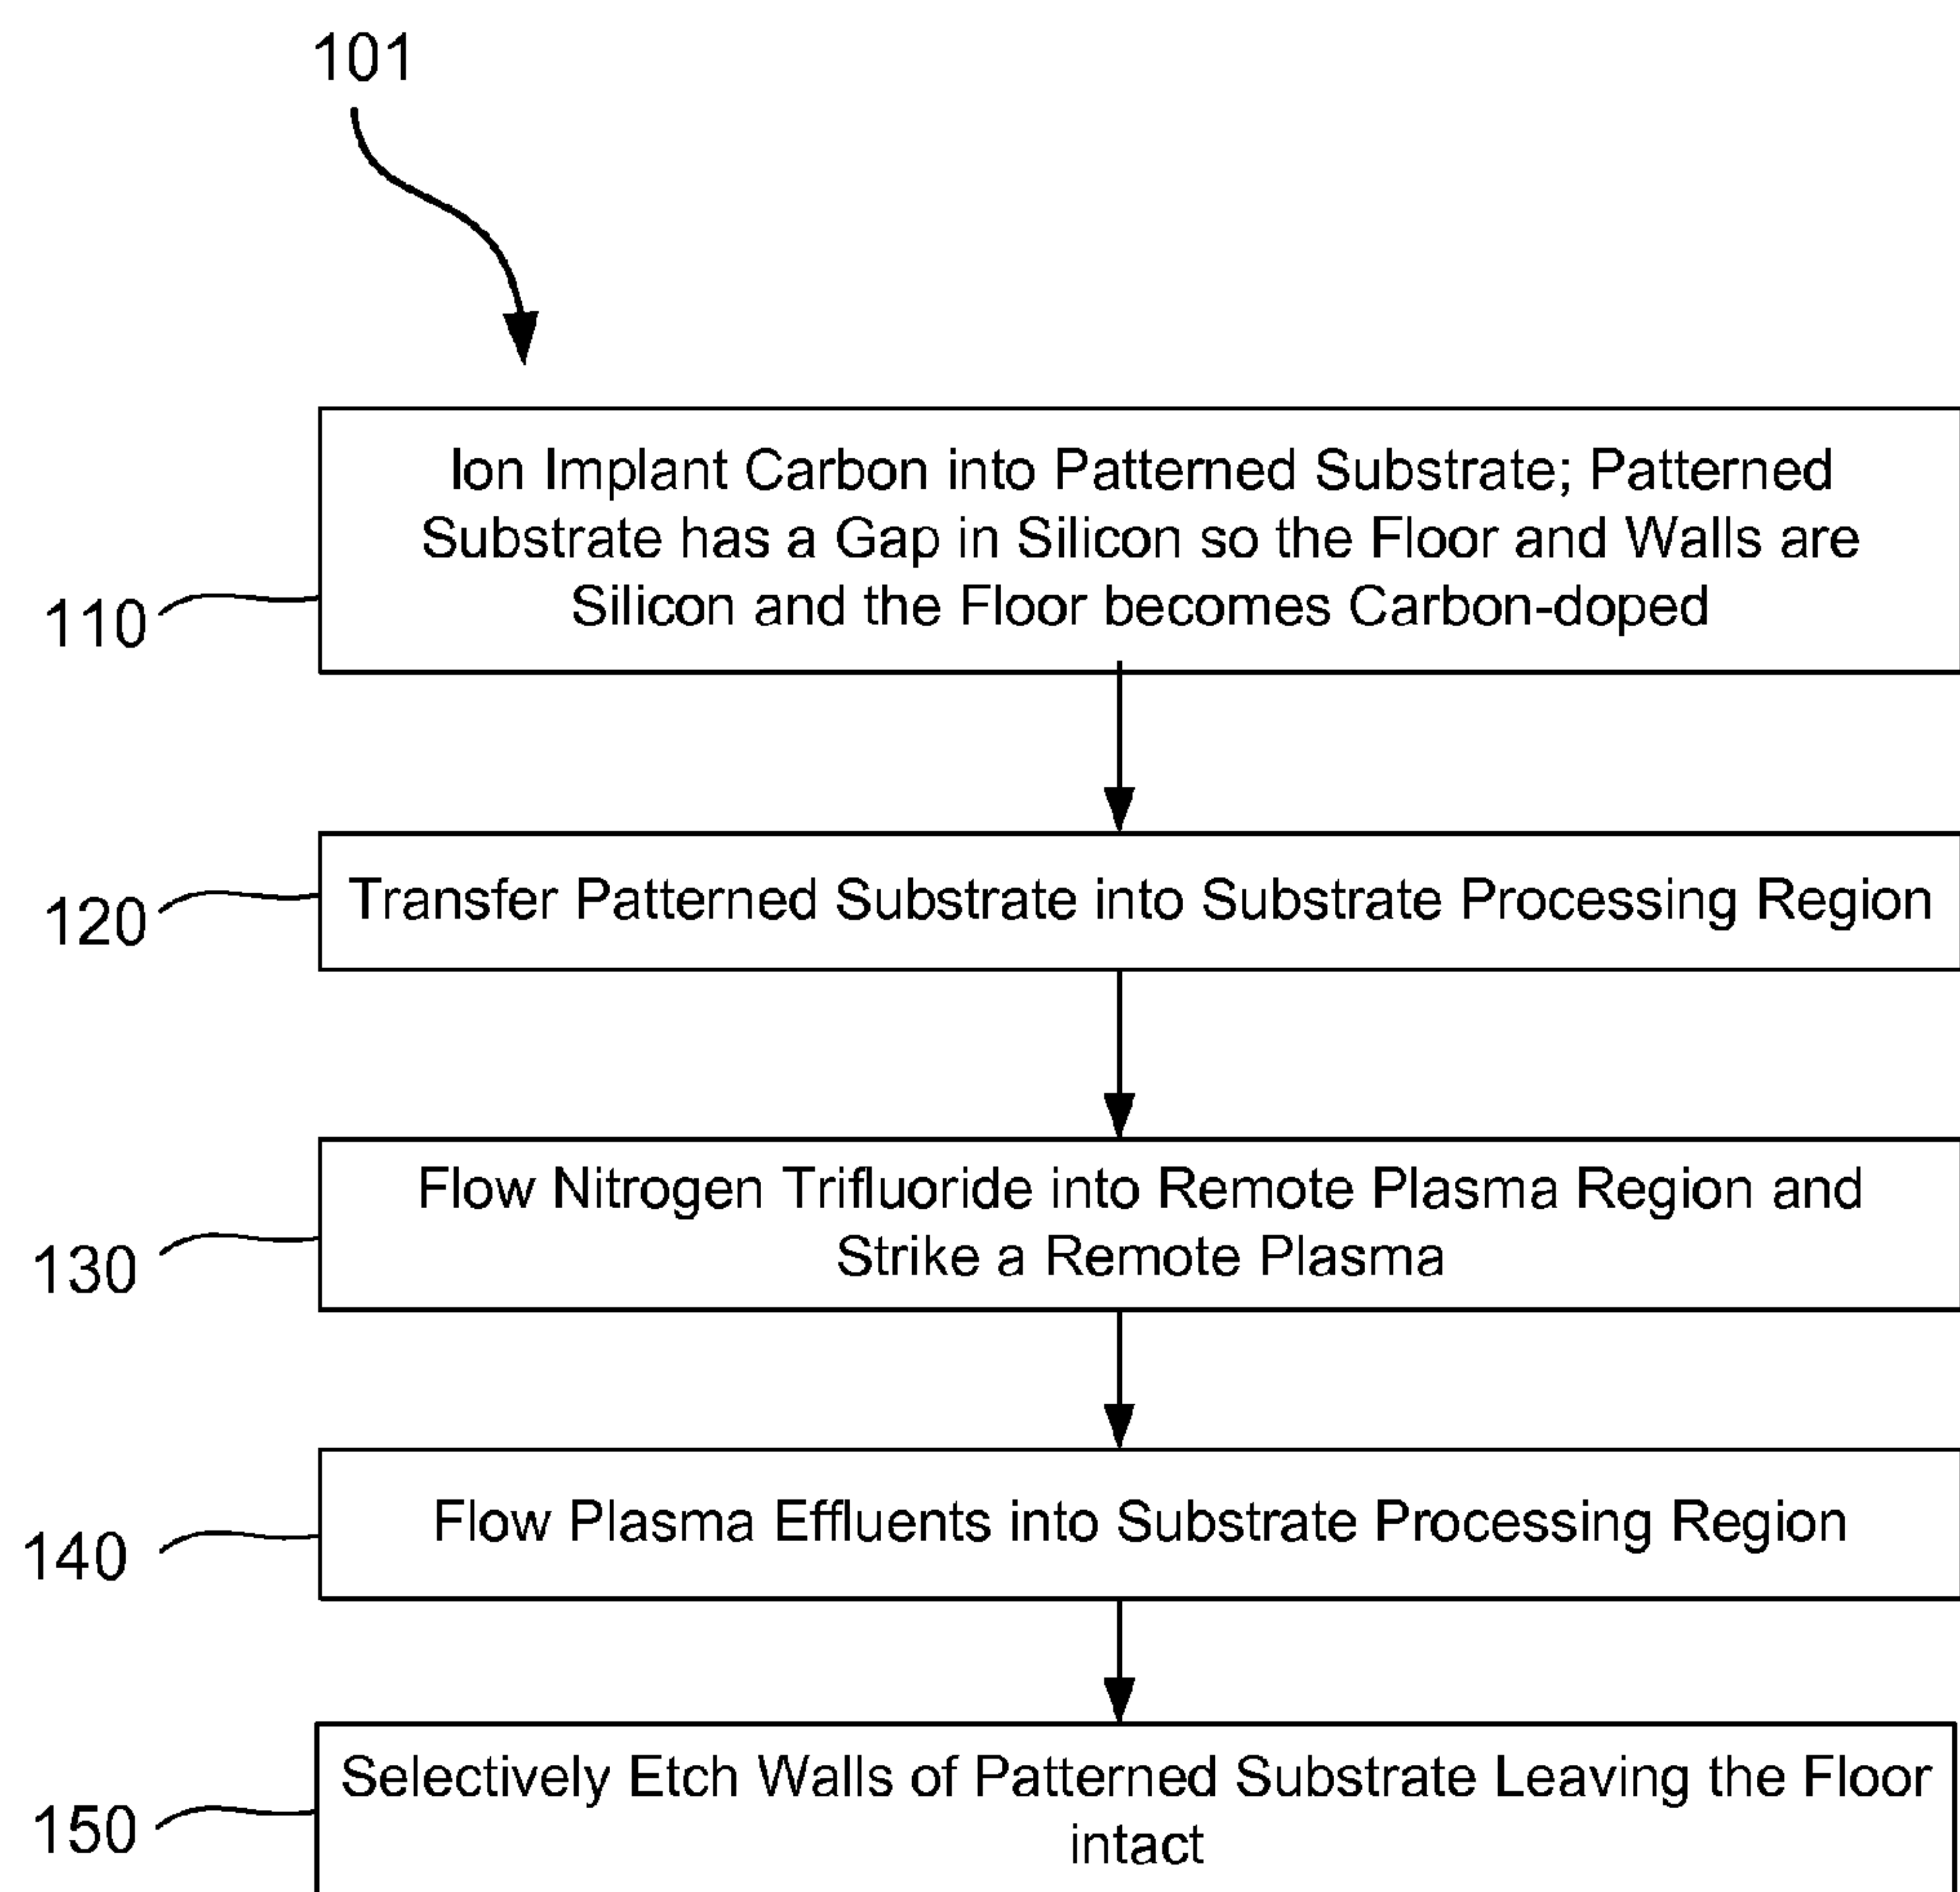 101
Ion Implant Carbon into Patterned Substrate; Patterned
Substrate has a Gap in Silicon so the Floor and Walls are
Silicon and the Floor becomes Carbon-doped
110
Transfer Patterned Substrate into Substrate Processing Region
120
Flow Nitrogen Trifluoride into Remote Plasma Region and
Strike a Remote Plasma
130
Flow Plasma Effluents into Substrate Processing Region
140
Selectively Etch Walls of Patterned Substrate Leaving the Floor
intact
150